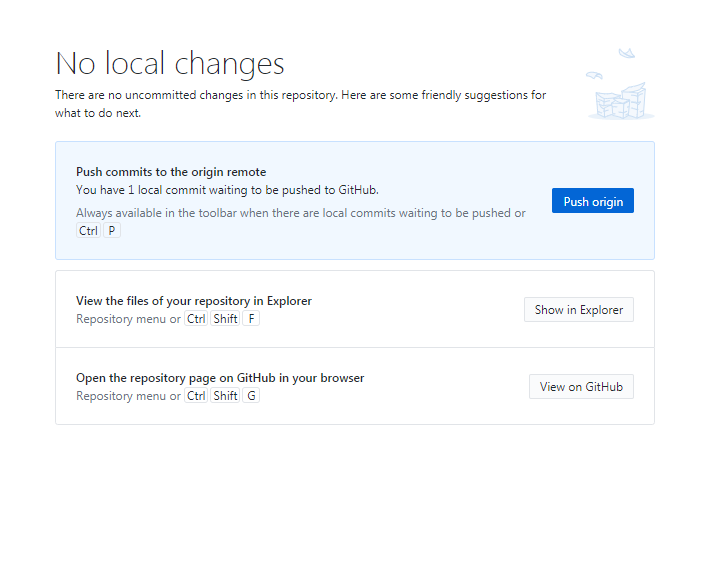 No local changes
There are no uncommitted changes in this repository. Here are some friendly suggestions for
what to do next.
Push commits to the origin remote
You have 1 local commit waiting to be pushed to GitHub.
Always available in the toolbar when there are local commits waiting to be pushed or
Ctrl P
Push origin
View the files of your repository in Explorer
Repository menu or Ctrl Shift F
Show in Explorer
Open the repository page on GitHub in your browser
Repository menu or Ctrl Shift G
View on GitHub